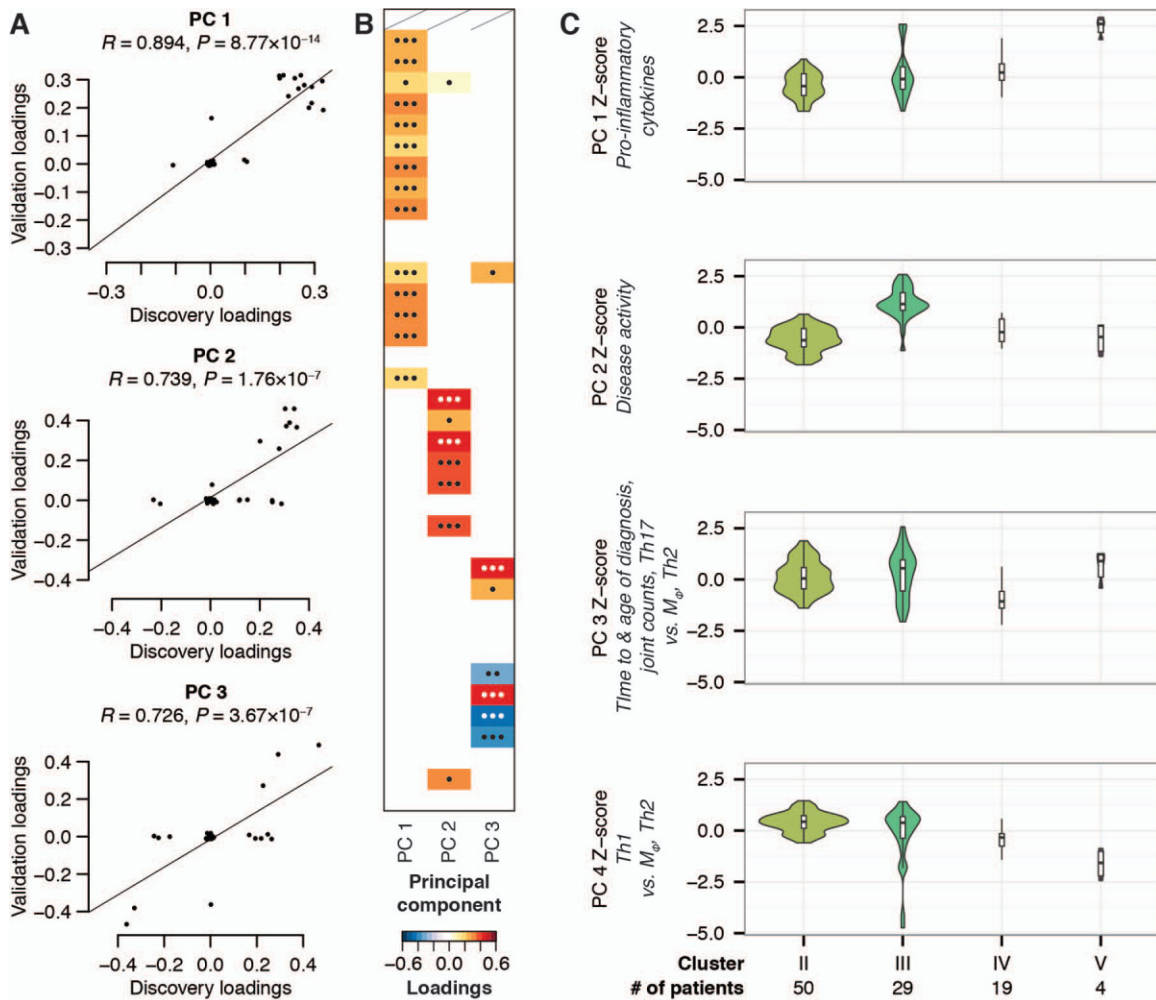 A
PC 1
R = 0.894, P = 8.77×10⁻¹⁴
Validation loadings
0.3
0.2
0.1
0.0
−0.1
−0.2
−0.3
−0.3
0.0
0.3
Discovery loadings
PC 2
R = 0.739, P = 1.76×10⁻⁷
Validation loadings
0.4
0.2
0.0
−0.2
−0.4
−0.4
−0.2
0.0
0.2
0.4
Discovery loadings
PC 3
R = 0.726, P = 3.67×10⁻⁷
Validation loadings
0.4
0.2
0.0
−0.2
−0.4
−0.4
−0.2
0.0
0.2
0.4
Discovery loadings
B
PC 1
PC 2
PC 3
Principal
component
−0.6
0.0
0.6
Loadings
C
PC 1 Z-score
Pro-inflammatory
cytokines
2.5
0.0
−2.5
−5.0
PC 2 Z-score
Disease activity
2.5
0.0
−2.5
−5.0
PC 3 Z-score
TIme to & age of diagnosis,
joint counts, Th17
vs. MΦ, Th2
2.5
0.0
−2.5
−5.0
PC 4 Z-score
Th1
vs. MΦ, Th2
2.5
0.0
−2.5
−5.0
Cluster II III IV V
# of patients 50 29 19 4